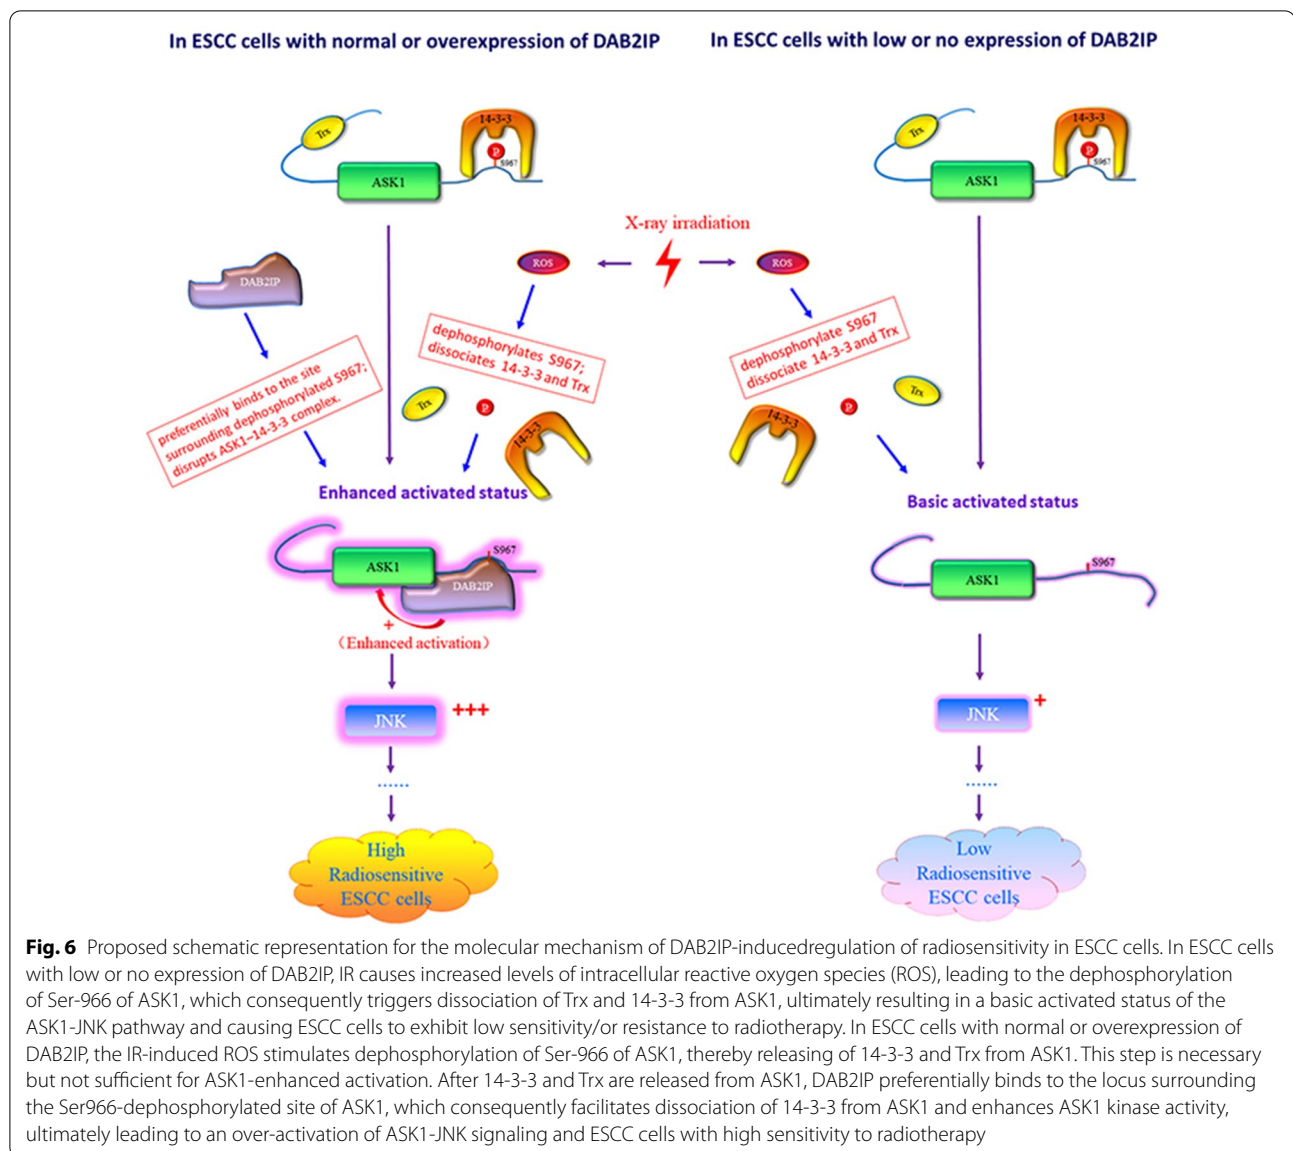 In ESCC cells with normal or overexpression of DAB2IP
In ESCC cells with low or no expression of DAB2IP
Trx
14-3-3
P
S967
ASK1
Trx
14-3-3
P
S967
ASK1
X-ray irradiation
ROS
ROS
DAB2IP
dephosphorylates S967;
dissociates 14-3-3 and Trx
dephosphorylate S967
dissociate 14-3-3 and Trx
preferentially binds to the site
surrounding dephosphorylated S967;
disrupts ASK1–14-3-3 complex.
Trx
P
14-3-3
14-3-3
P
Trx
Enhanced activated status
Basic activated status
S967
ASK1
DAB2IP
+
(Enhanced activation)
S967
ASK1
JNK
+++
JNK
+
......
......
High
Radiosensitive
ESCC cells
Low
Radiosensitive
ESCC cells
Fig. 6 Proposed schematic representation for the molecular mechanism of DAB2IP-inducedregulation of radiosensitivity in ESCC cells. In ESCC cells
with low or no expression of DAB2IP, IR causes increased levels of intracellular reactive oxygen species (ROS), leading to the dephosphorylation
of Ser-966 of ASK1, which consequently triggers dissociation of Trx and 14-3-3 from ASK1, ultimately resulting in a basic activated status of the
ASK1-JNK pathway and causing ESCC cells to exhibit low sensitivity/or resistance to radiotherapy. In ESCC cells with normal or overexpression of
DAB2IP, the IR-induced ROS stimulates dephosphorylation of Ser-966 of ASK1, thereby releasing of 14-3-3 and Trx from ASK1. This step is necessary
but not sufficient for ASK1-enhanced activation. After 14-3-3 and Trx are released from ASK1, DAB2IP preferentially binds to the locus surrounding
the Ser966-dephosphorylated site of ASK1, which consequently facilitates dissociation of 14-3-3 from ASK1 and enhances ASK1 kinase activity,
ultimately leading to an over-activation of ASK1-JNK signaling and ESCC cells with high sensitivity to radiotherapy